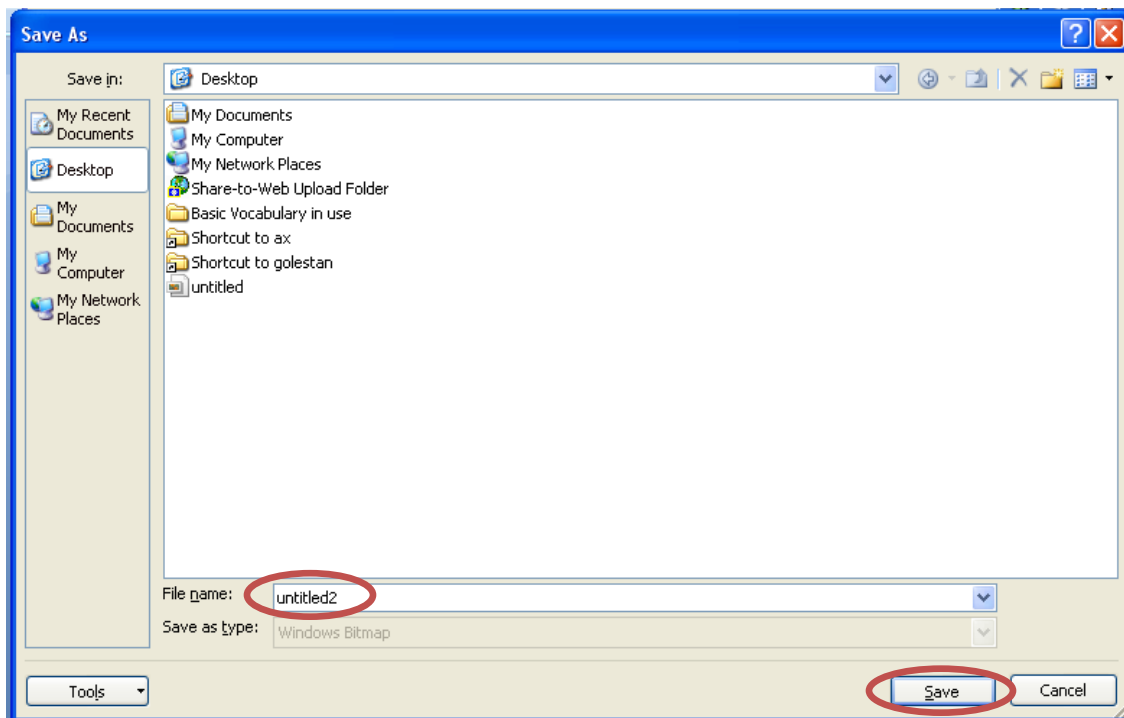 Save As
Save in:
Desktop
My Recent
Documents
Desktop
My
Documents
My
Computer
My Network
Places
My Documents
My Computer
My Network Places
Share-to-Web Upload Folder
Basic Vocabulary in use
Shortcut to ax
Shortcut to golestan
untitled
File name:
untitled2
Save as type:
Windows Bitmap
Tools
Save
Cancel